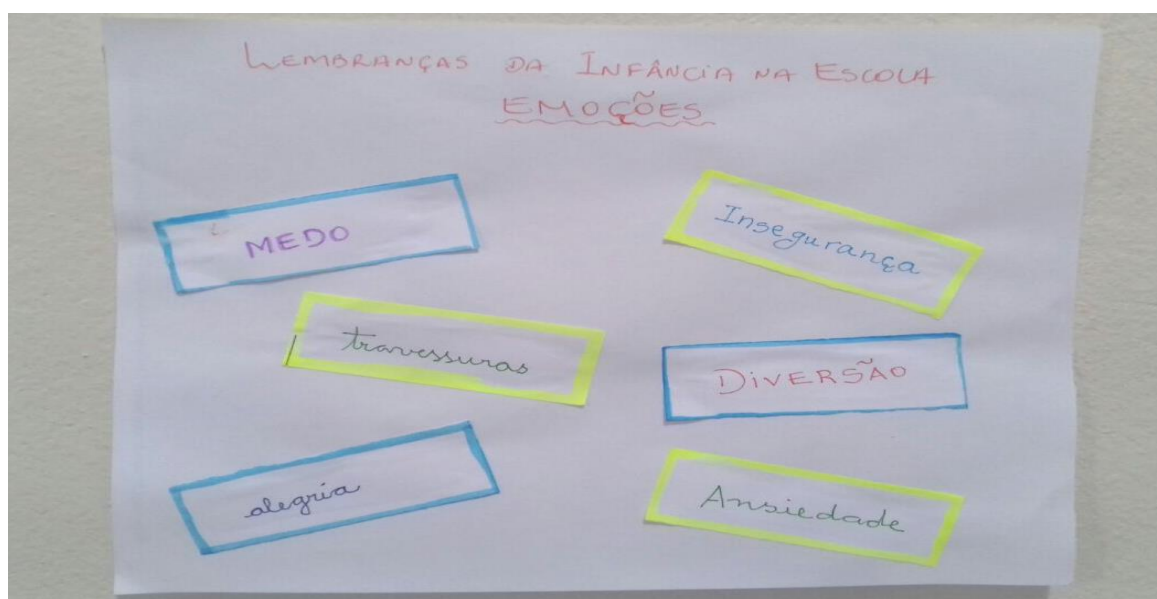 LEMBRANÇAS DA INFÂNCIA NA ESCOLA
EMOÇÕES
MEDO
Insegurança
travessuras
DIVERSÃO
alegria
Ansiedade